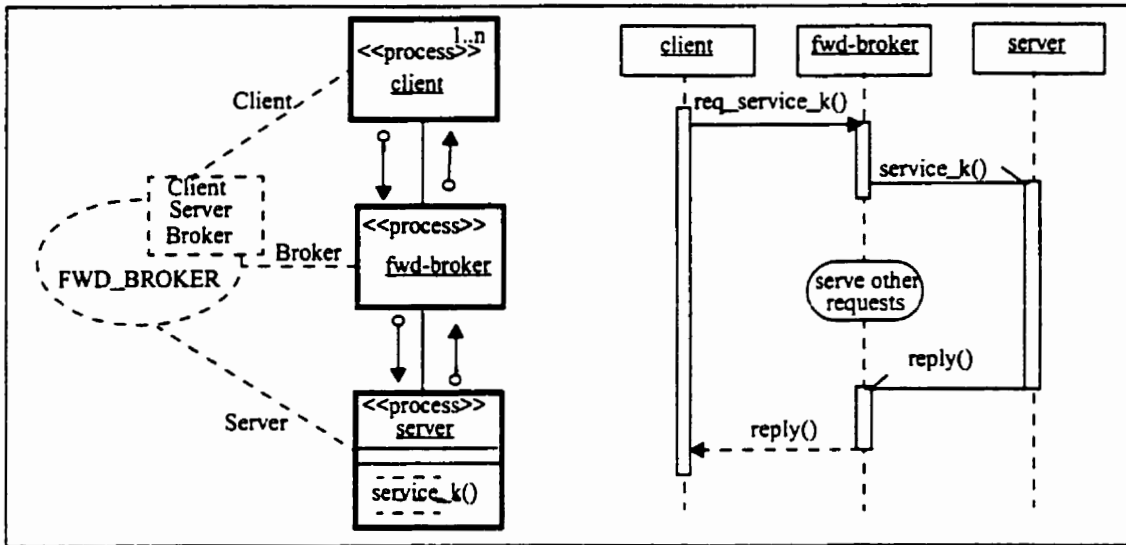 1..n
<<process>>
client
Client
Client
Server
Broker
FWD_BROKER
Broker
<<process>>
fwd-broker
Server
<<process>>
server
service_k()
client
fwd-broker
server
req_service_k()
service_k()
serve other
requests
reply()
reply()